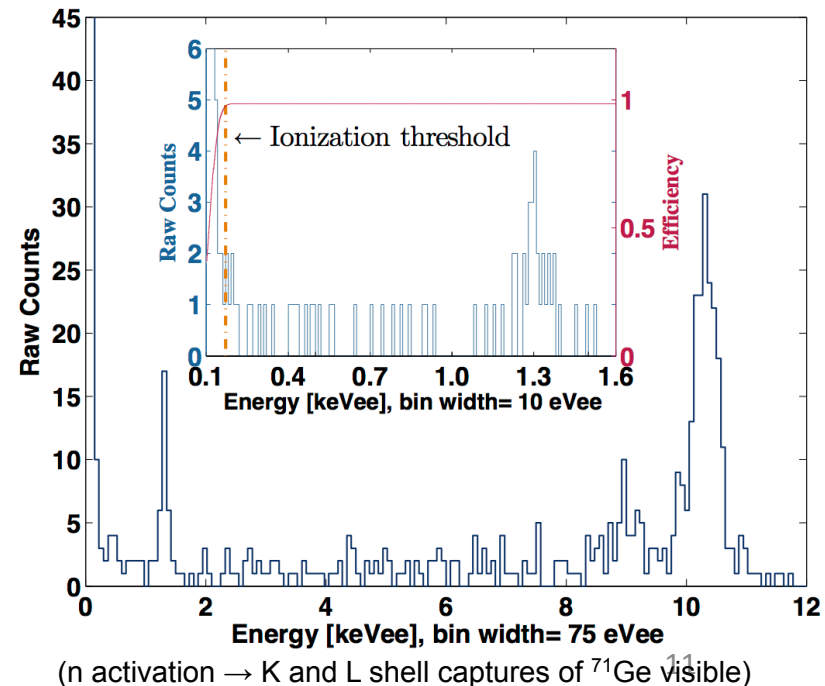 45
40
35
30
25
20
15
10
5
0
Raw Counts
6
5
4
3
2
1
0
Raw Counts
← Ionization threshold
1
0.5
0
Efficiency
0.1 0.4 0.7 1.0 1.3 1.6
Energy [keVee], bin width= 10 eVee
0 2 4 6 8 10 12
Energy [keVee], bin width= 75 eVee
11
(n activation → K and L shell captures of ⁷¹Ge visible)